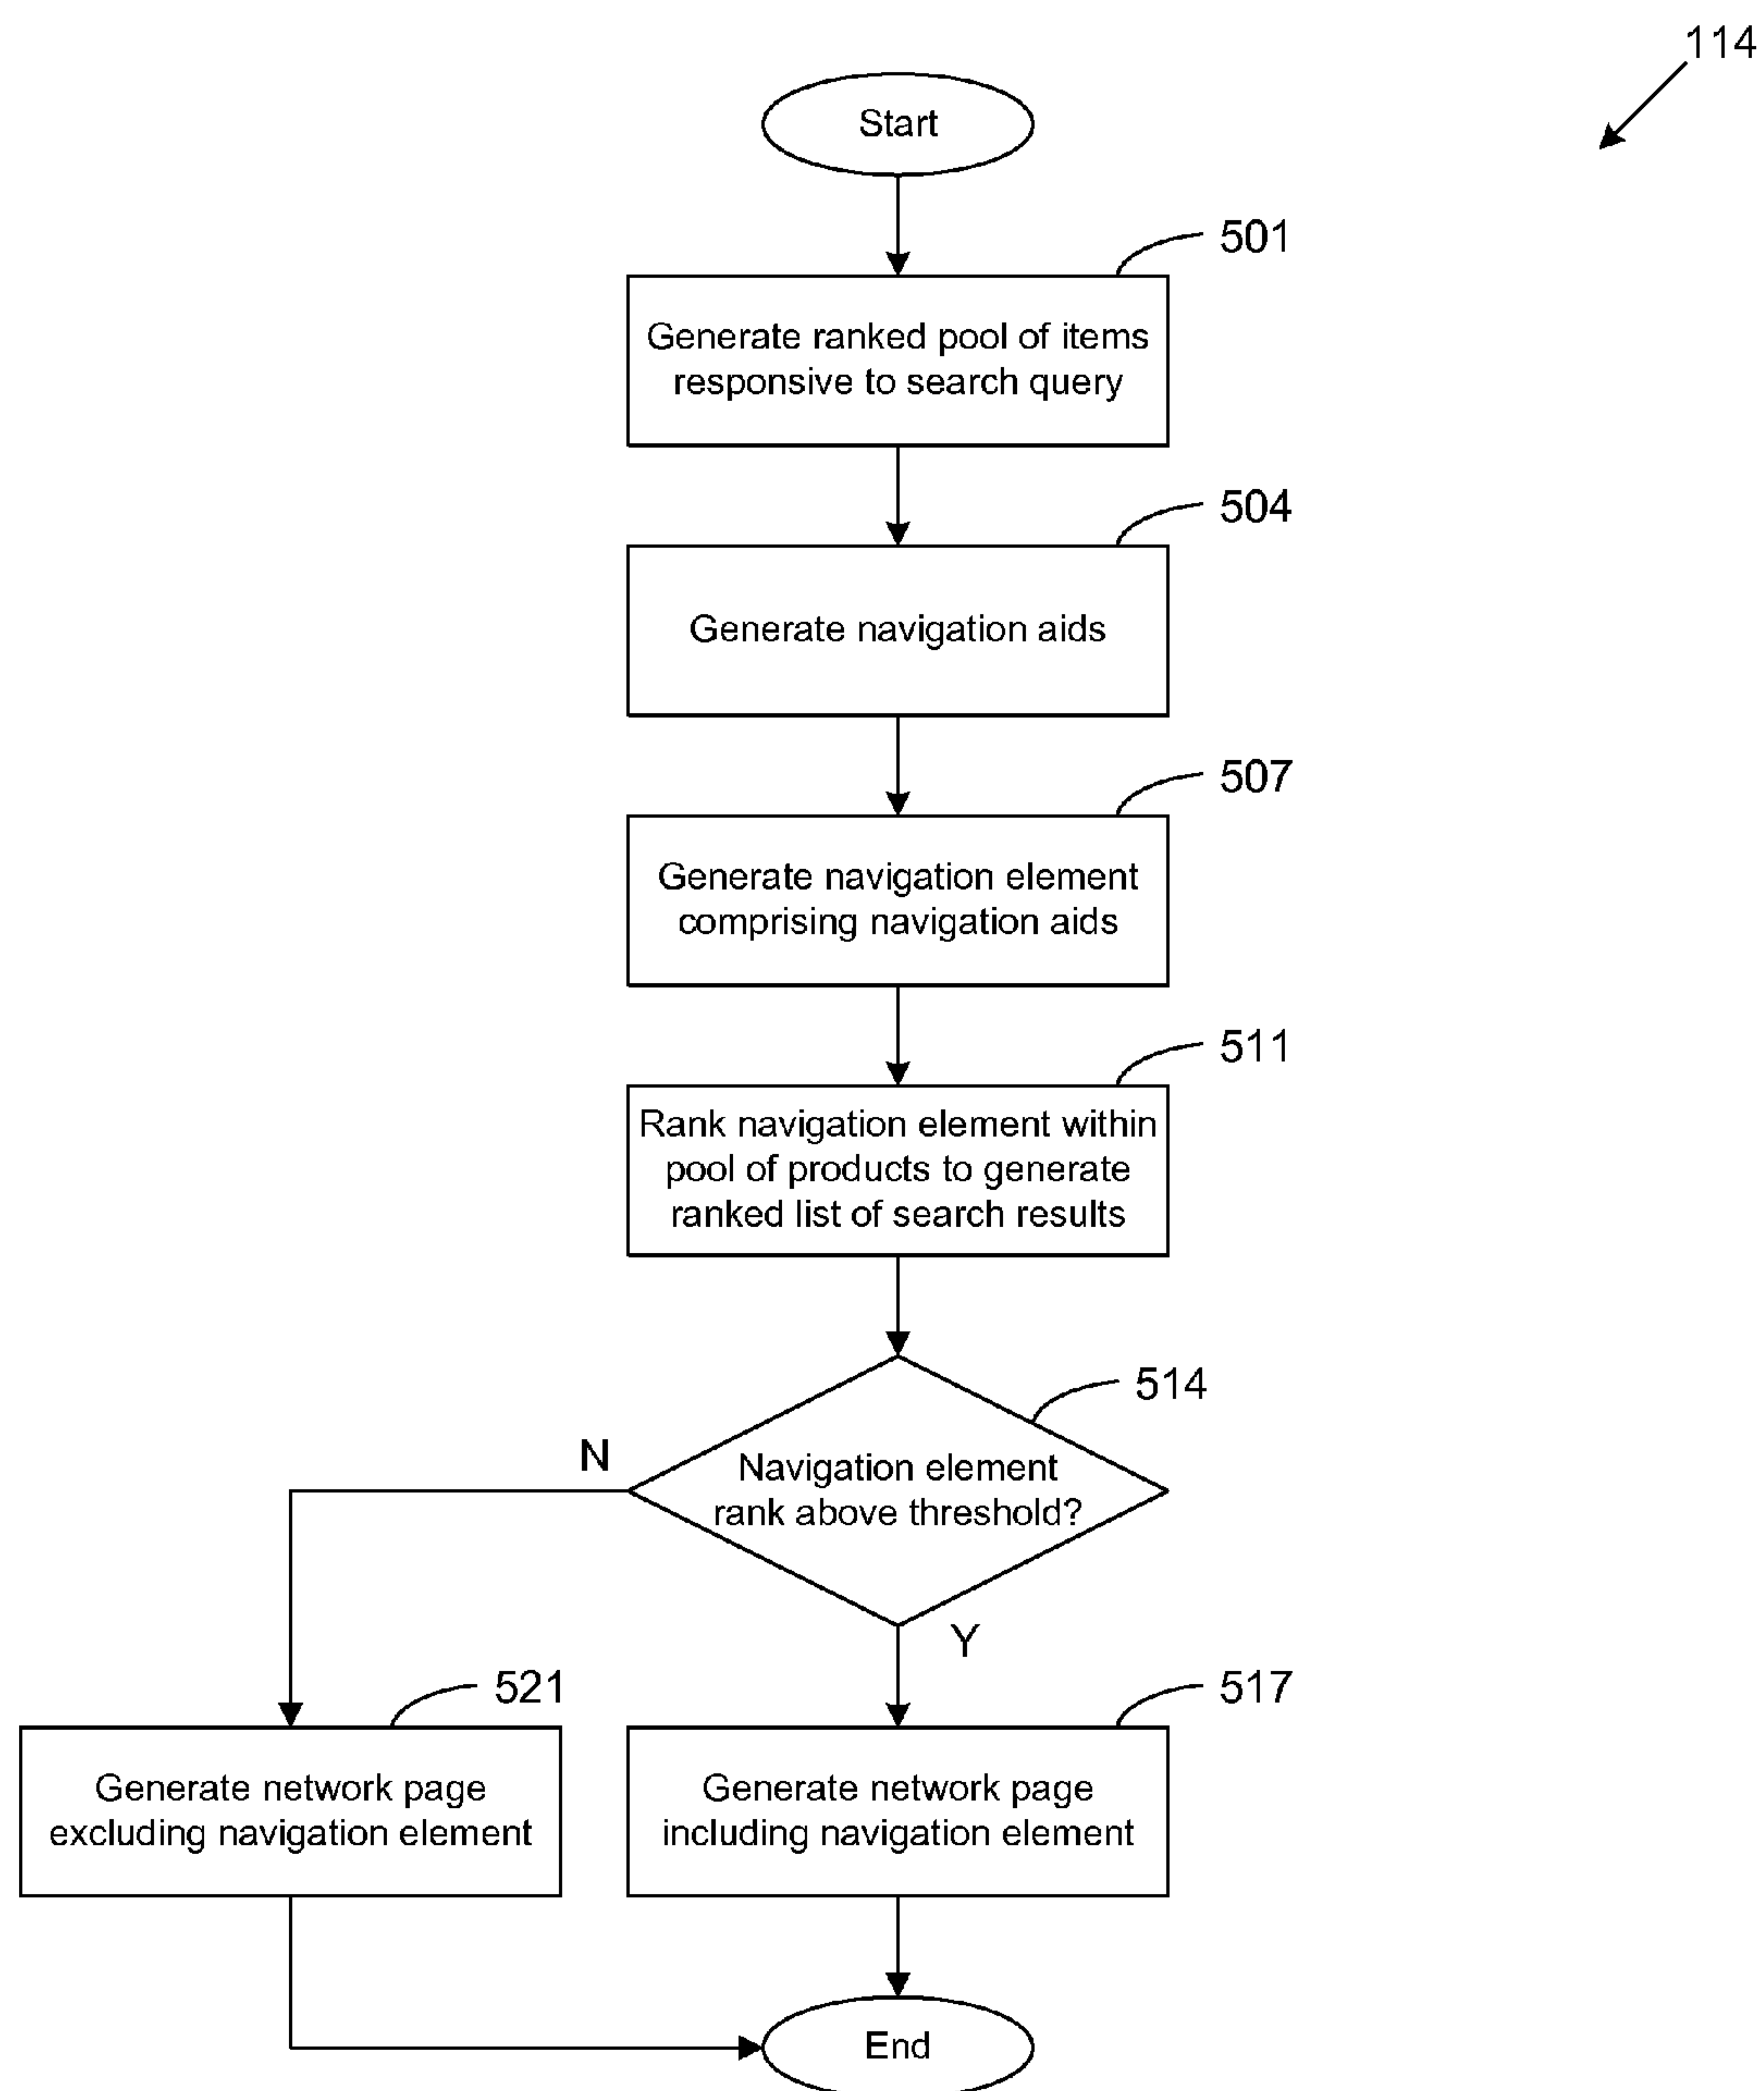 114
Start
501
Generate ranked pool of items
responsive to search query
504
Generate navigation aids
507
Generate navigation element
comprising navigation aids
511
Rank navigation element within
pool of products to generate
ranked list of search results
514
Navigation element
rank above threshold?
N
Y
521
Generate network page
excluding navigation element
517
Generate network page
including navigation element
End